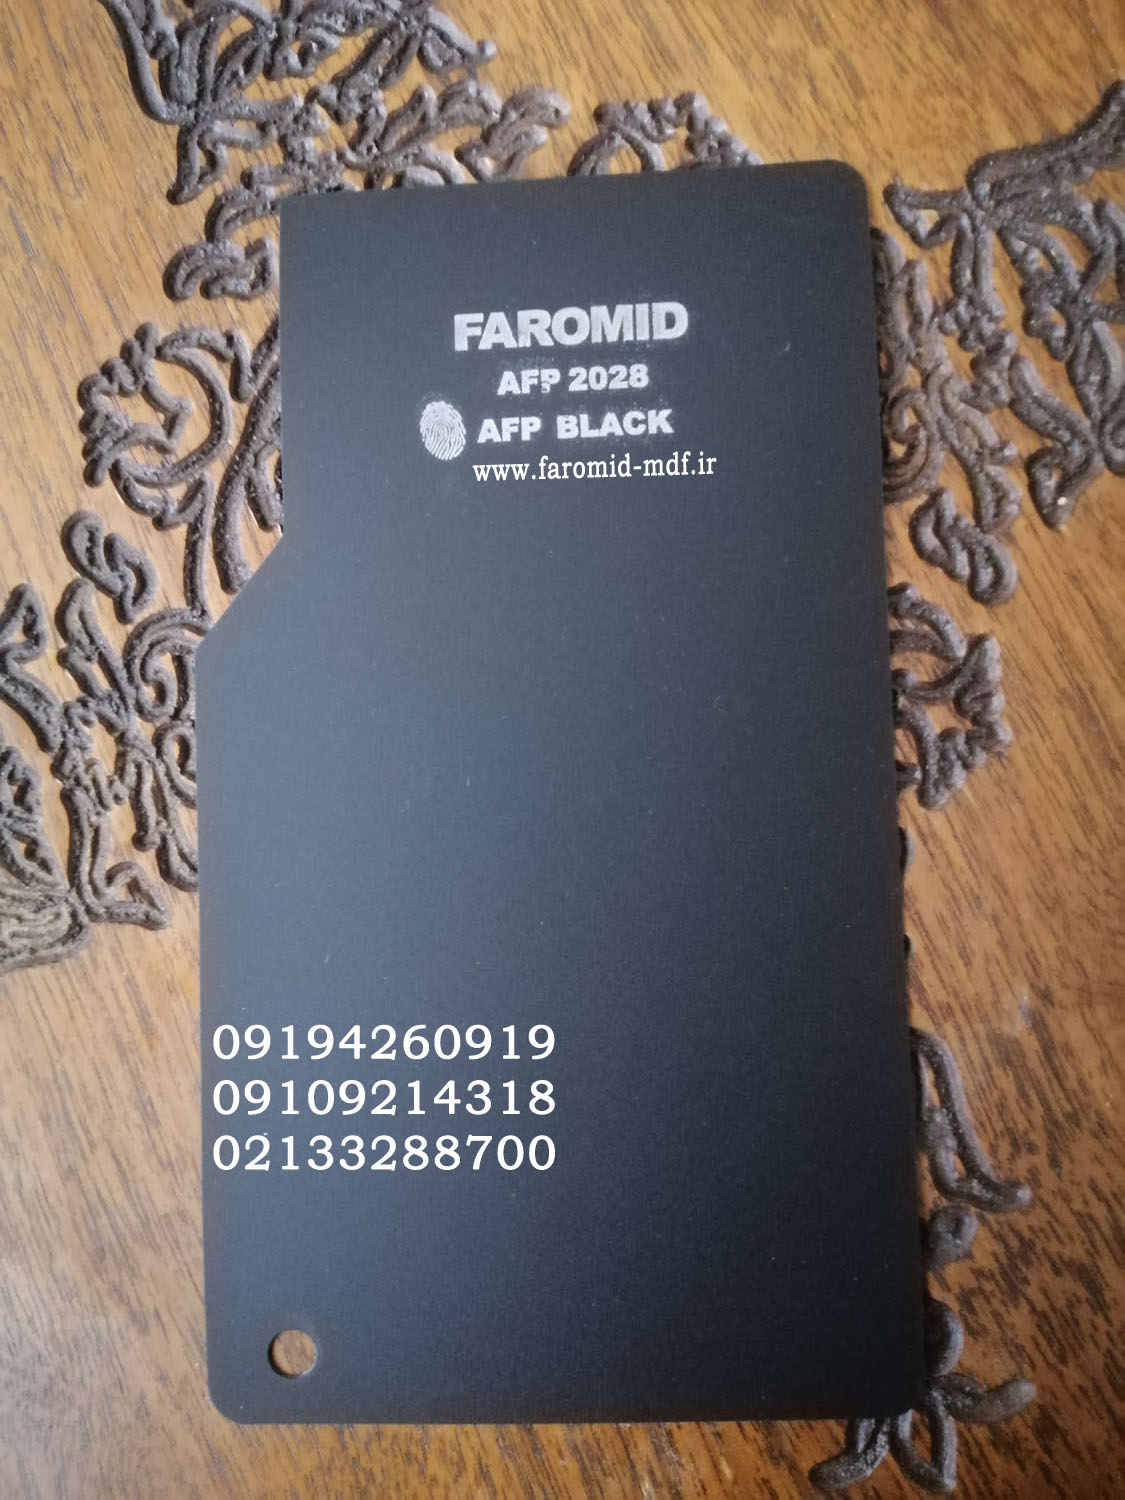 FAROMID
AFP 2028
AFP BLACK
www.faromid-mdf.ir
09194260919
09109214318
02133288700